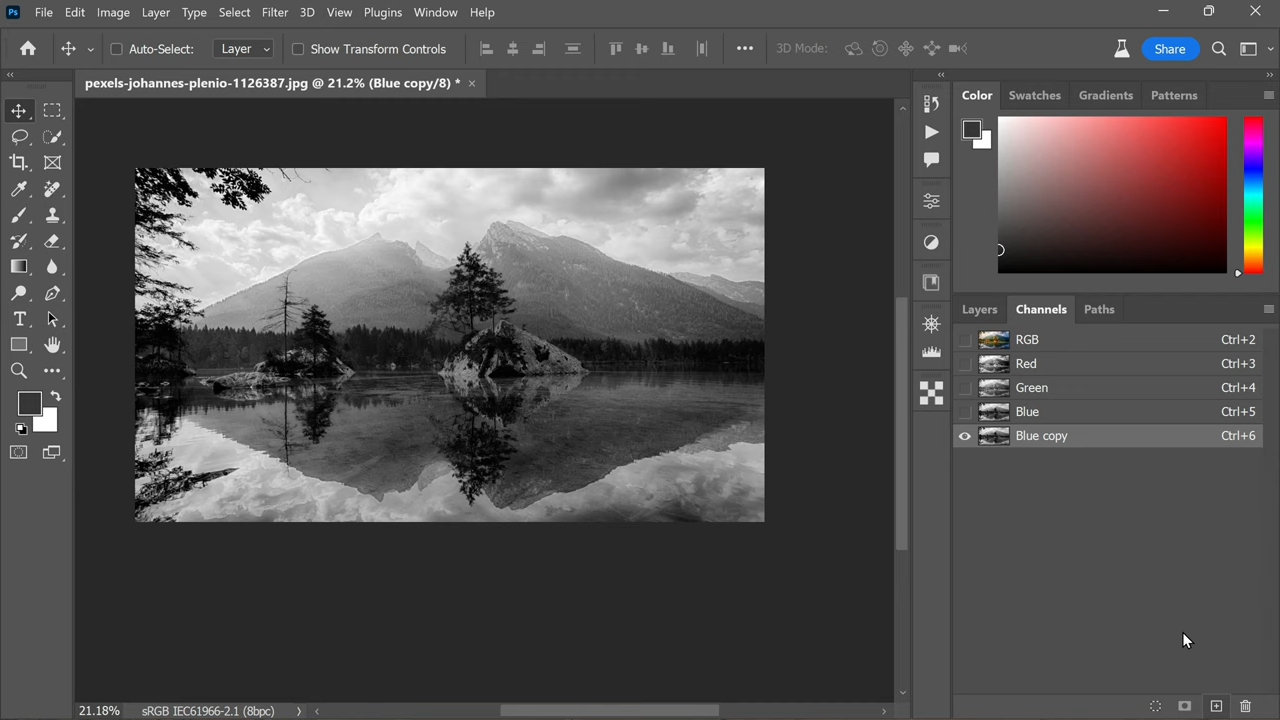 Ps File Edit Image Layer Type Select Filter 3D View Plugins Window Help
Auto-Select: Layer Show Transform Controls 3D Mode: Share
pexels-johannes-plenio-1126387.jpg @ 21.2% (Blue copy/8) *
Color Swatches Gradients Patterns
Layers Channels Paths
RGB Ctrl+2
Red Ctrl+3
Green Ctrl+4
Blue Ctrl+5
Blue copy Ctrl+6
21.18% sRGB IEC61966-2.1 (8bpc)